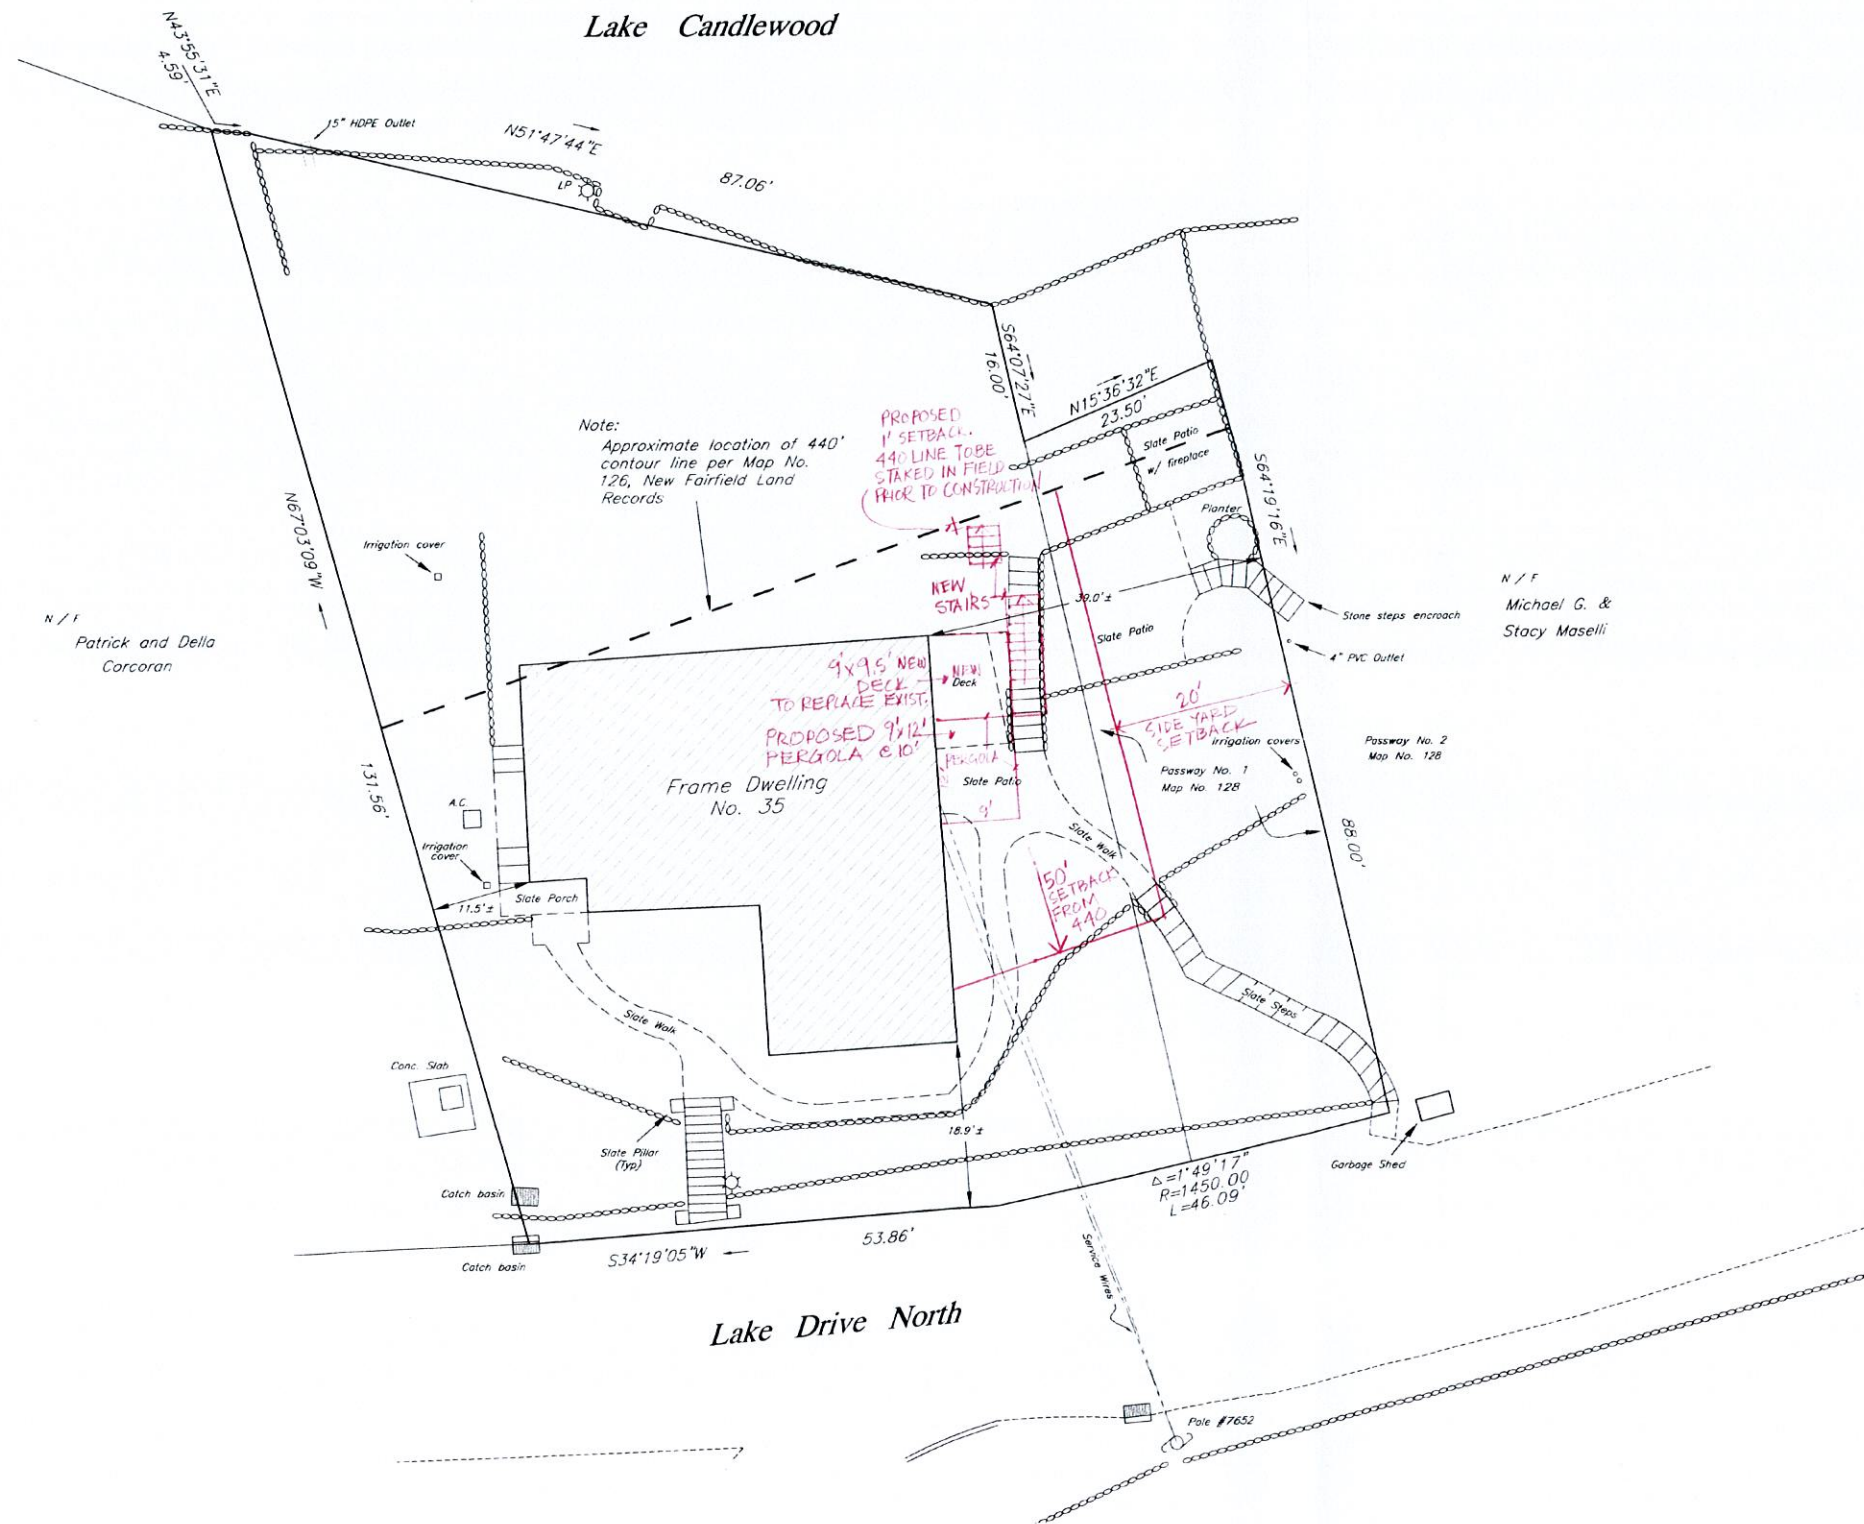 Lake Candlewood
N43°55'31"E
4.59'
15" HDPE Outlet
N51°47'44"E
LP
87.06'
S64°07'27"E
16.00'
N15°36'32"E
23.50'
Note:
Approximate location of 440'
contour line per Map No.
126, New Fairfield Land
Records
PROPOSED
1' SETBACK.
440 LINE TO BE
STAKED IN FIELD
PRIOR TO CONSTRUCTION
Slate Patio
w/ fireplace
S64°19'16"E
Planter
N67°03'09"W
Irrigation cover
NEW
STAIRS
39.0'±
N / F
Michael G. &
Stacy Maselli
Stone steps encroach
N / F
Patrick and Della
Corcoran
Slate Patio
4" PVC Outlet
9'x9.5' NEW
DECK
TO REPLACE EXIST.
NEW
Deck
20'
SIDE YARD
SETBACK
PROPOSED 9'x12'
PERGOLA @ 10'
PERGOLA
Slate Patio
9'
Irrigation covers
Passway No. 2
Map No. 128
Passway No. 1
Map No. 128
131.56'
Frame Dwelling
No. 35
A.C.
Irrigation
cover
Slate Walk
88.00'
50'
SETBACK
FROM
440
11.5'±
Slate Porch
Slate Walk
Slate Steps
Conc. Slab
18.9'±
Slate Pillar
(Typ)
Garbage Shed
Δ=1°49'17"
R=1450.00
L=46.09'
Catch basin
Catch basin
S34°19'05"W
53.86'
Service Wires
Lake Drive North
Pole #7652